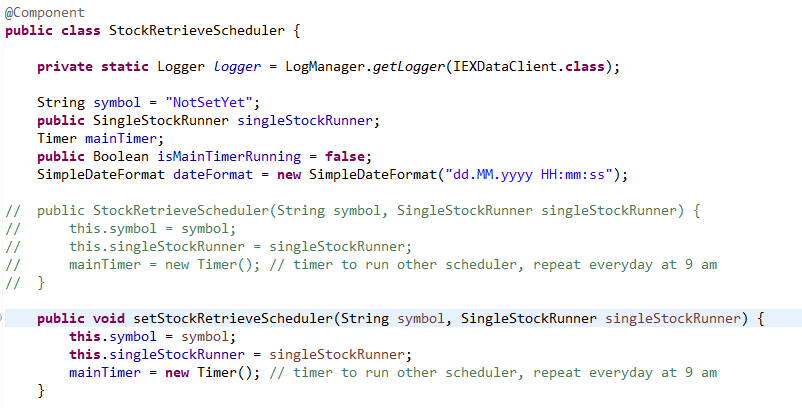 @Component
public class StockRetrieveScheduler {
    private static Logger logger = LogManager.getLogger(IEXDataClient.class);
    String symbol = "NotSetYet";
    public SingleStockRunner singleStockRunner;
    Timer mainTimer;
    public Boolean isMainTimerRunning = false;
    SimpleDateFormat dateFormat = new SimpleDateFormat("dd.MM.yyyy HH:mm:ss");
//  public StockRetrieveScheduler(String symbol, SingleStockRunner singleStockRunner) {
//      this.symbol = symbol;
//      this.singleStockRunner = singleStockRunner;
//      mainTimer = new Timer(); // timer to run other scheduler, repeat everyday at 9 am
//  }
    public void setStockRetrieveScheduler(String symbol, SingleStockRunner singleStockRunner) {
        this.symbol = symbol;
        this.singleStockRunner = singleStockRunner;
        mainTimer = new Timer(); // timer to run other scheduler, repeat everyday at 9 am
    }